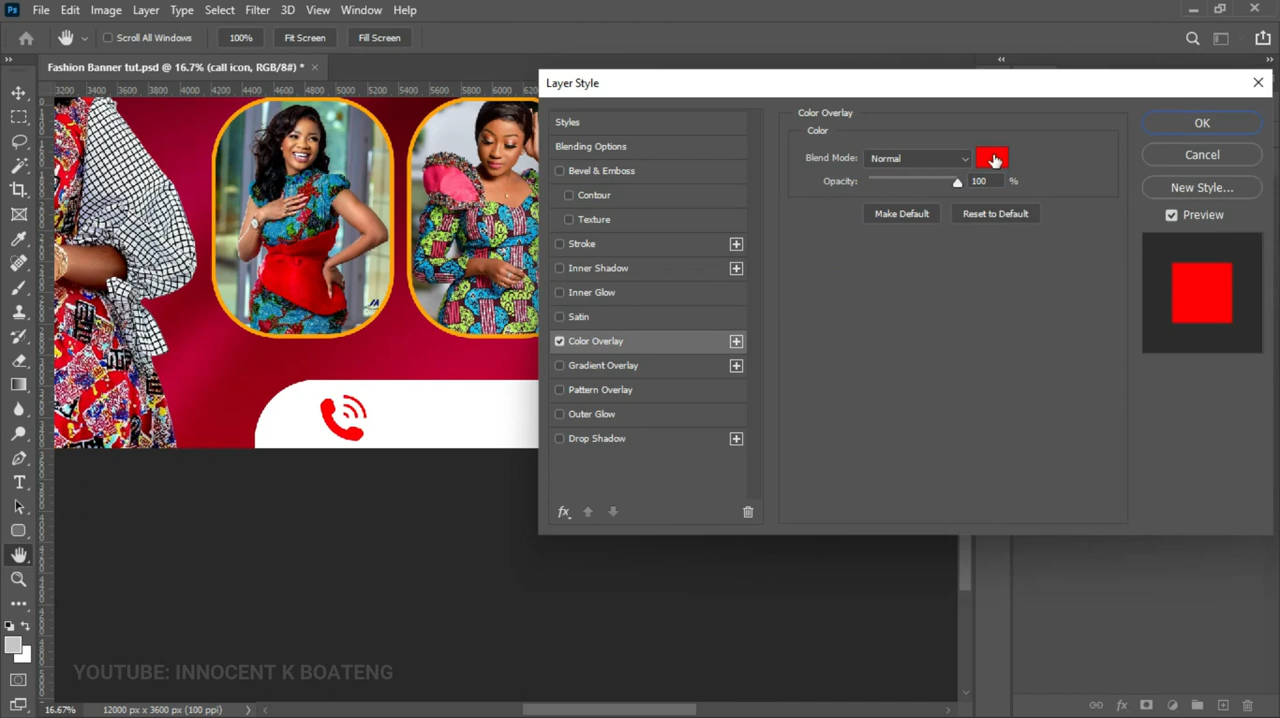 Ps File Edit Image Layer Type Select Filter 3D View Window Help
Scroll All Windows 100% Fit Screen Fill Screen
Fashion Banner tut.psd @ 16.7% (call icon, RGB/8#) *
3200 3400 3600 3800 4000 4200 4400 4600 4800 5000 5200 5400 5600 5800 6000
Layer Style
Styles
Blending Options
Bevel & Emboss
Contour
Texture
Stroke
Inner Shadow
Inner Glow
Satin
Color Overlay
Gradient Overlay
Pattern Overlay
Outer Glow
Drop Shadow
fx
Color Overlay
Color
Blend Mode: Normal
Opacity: 100 %
Make Default Reset to Default
OK
Cancel
New Style...
Preview
YOUTUBE: INNOCENT K BOATENG
16.67% 12000 px x 3600 px (100 ppi)
fx